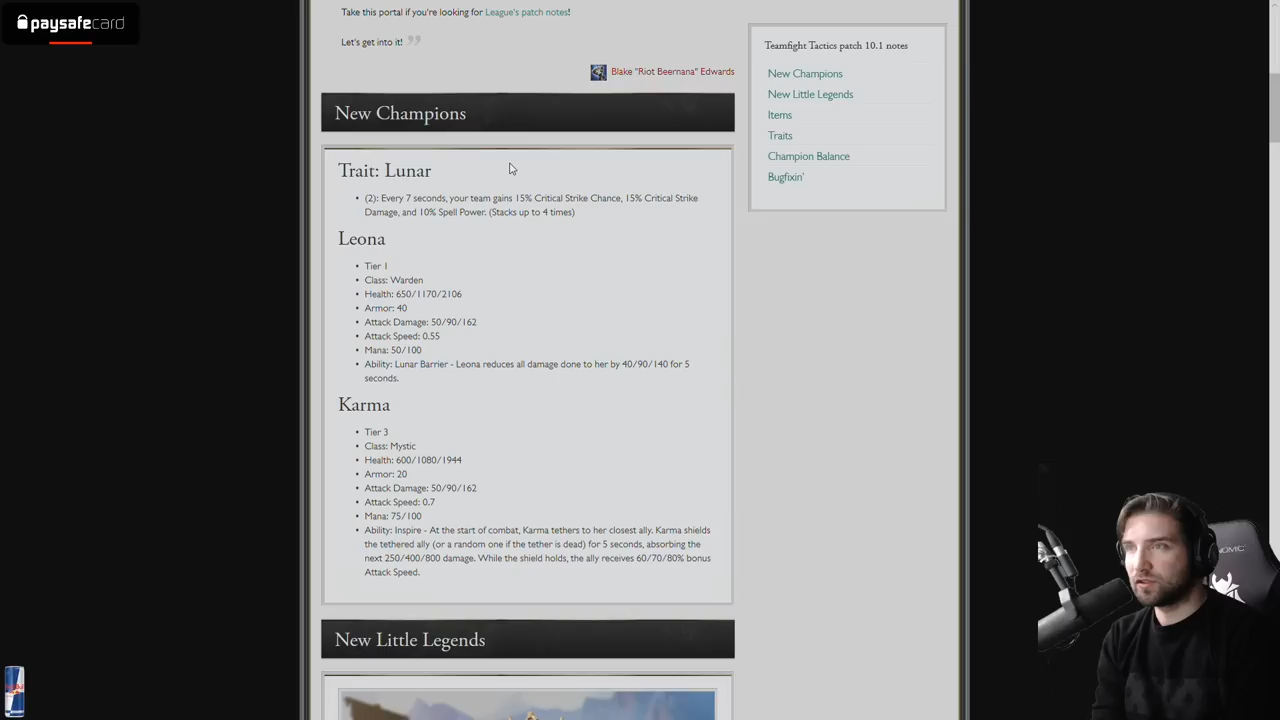 paysafecard
Take this portal if you're looking for League's patch notes!
Let's get into it!
Blake "Riot Beernana" Edwards
New Champions
Trait: Lunar
• (2): Every 7 seconds, your team gains 15% Critical Strike Chance, 15% Critical Strike
Damage, and 10% Spell Power. (Stacks up to 4 times)
Leona
• Tier 1
• Class: Warden
• Health: 650/1170/2106
• Armor: 40
• Attack Damage: 50/90/162
• Attack Speed: 0.55
• Mana: 50/100
• Ability: Lunar Barrier - Leona reduces all damage done to her by 40/90/140 for 5
seconds.
Karma
• Tier 3
• Class: Mystic
• Health: 600/1080/1944
• Armor: 20
• Attack Damage: 50/90/162
• Attack Speed: 0.7
• Mana: 75/100
• Ability: Inspire - At the start of combat, Karma tethers to her closest ally. Karma shields
the tethered ally (or a random one if the tether is dead) for 5 seconds, absorbing the
next 250/400/800 damage. While the shield holds, the ally receives 60/70/80% bonus
Attack Speed.
New Little Legends
Teamfight Tactics patch 10.1 notes
New Champions
New Little Legends
Items
Traits
Champion Balance
Bugfixin'